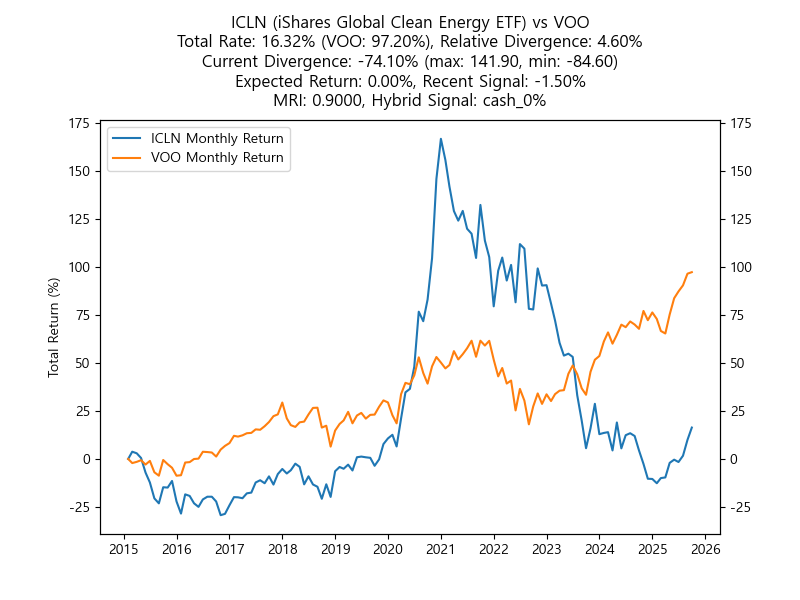 ICLN (iShares Global Clean Energy ETF) vs VOO
Total Rate: 16.32% (VOO: 97.20%), Relative Divergence: 4.60%
Current Divergence: -74.10% (max: 141.90, min: -84.60)
Expected Return: 0.00%, Recent Signal: -1.50%
MRI: 0.9000, Hybrid Signal: cash_0%
ICLN Monthly Return
VOO Monthly Return
Total Return (%)
175
150
125
100
75
50
25
0
-25
175
150
125
100
75
50
25
0
-25
2015 2016 2017 2018 2019 2020 2021 2022 2023 2024 2025 2026